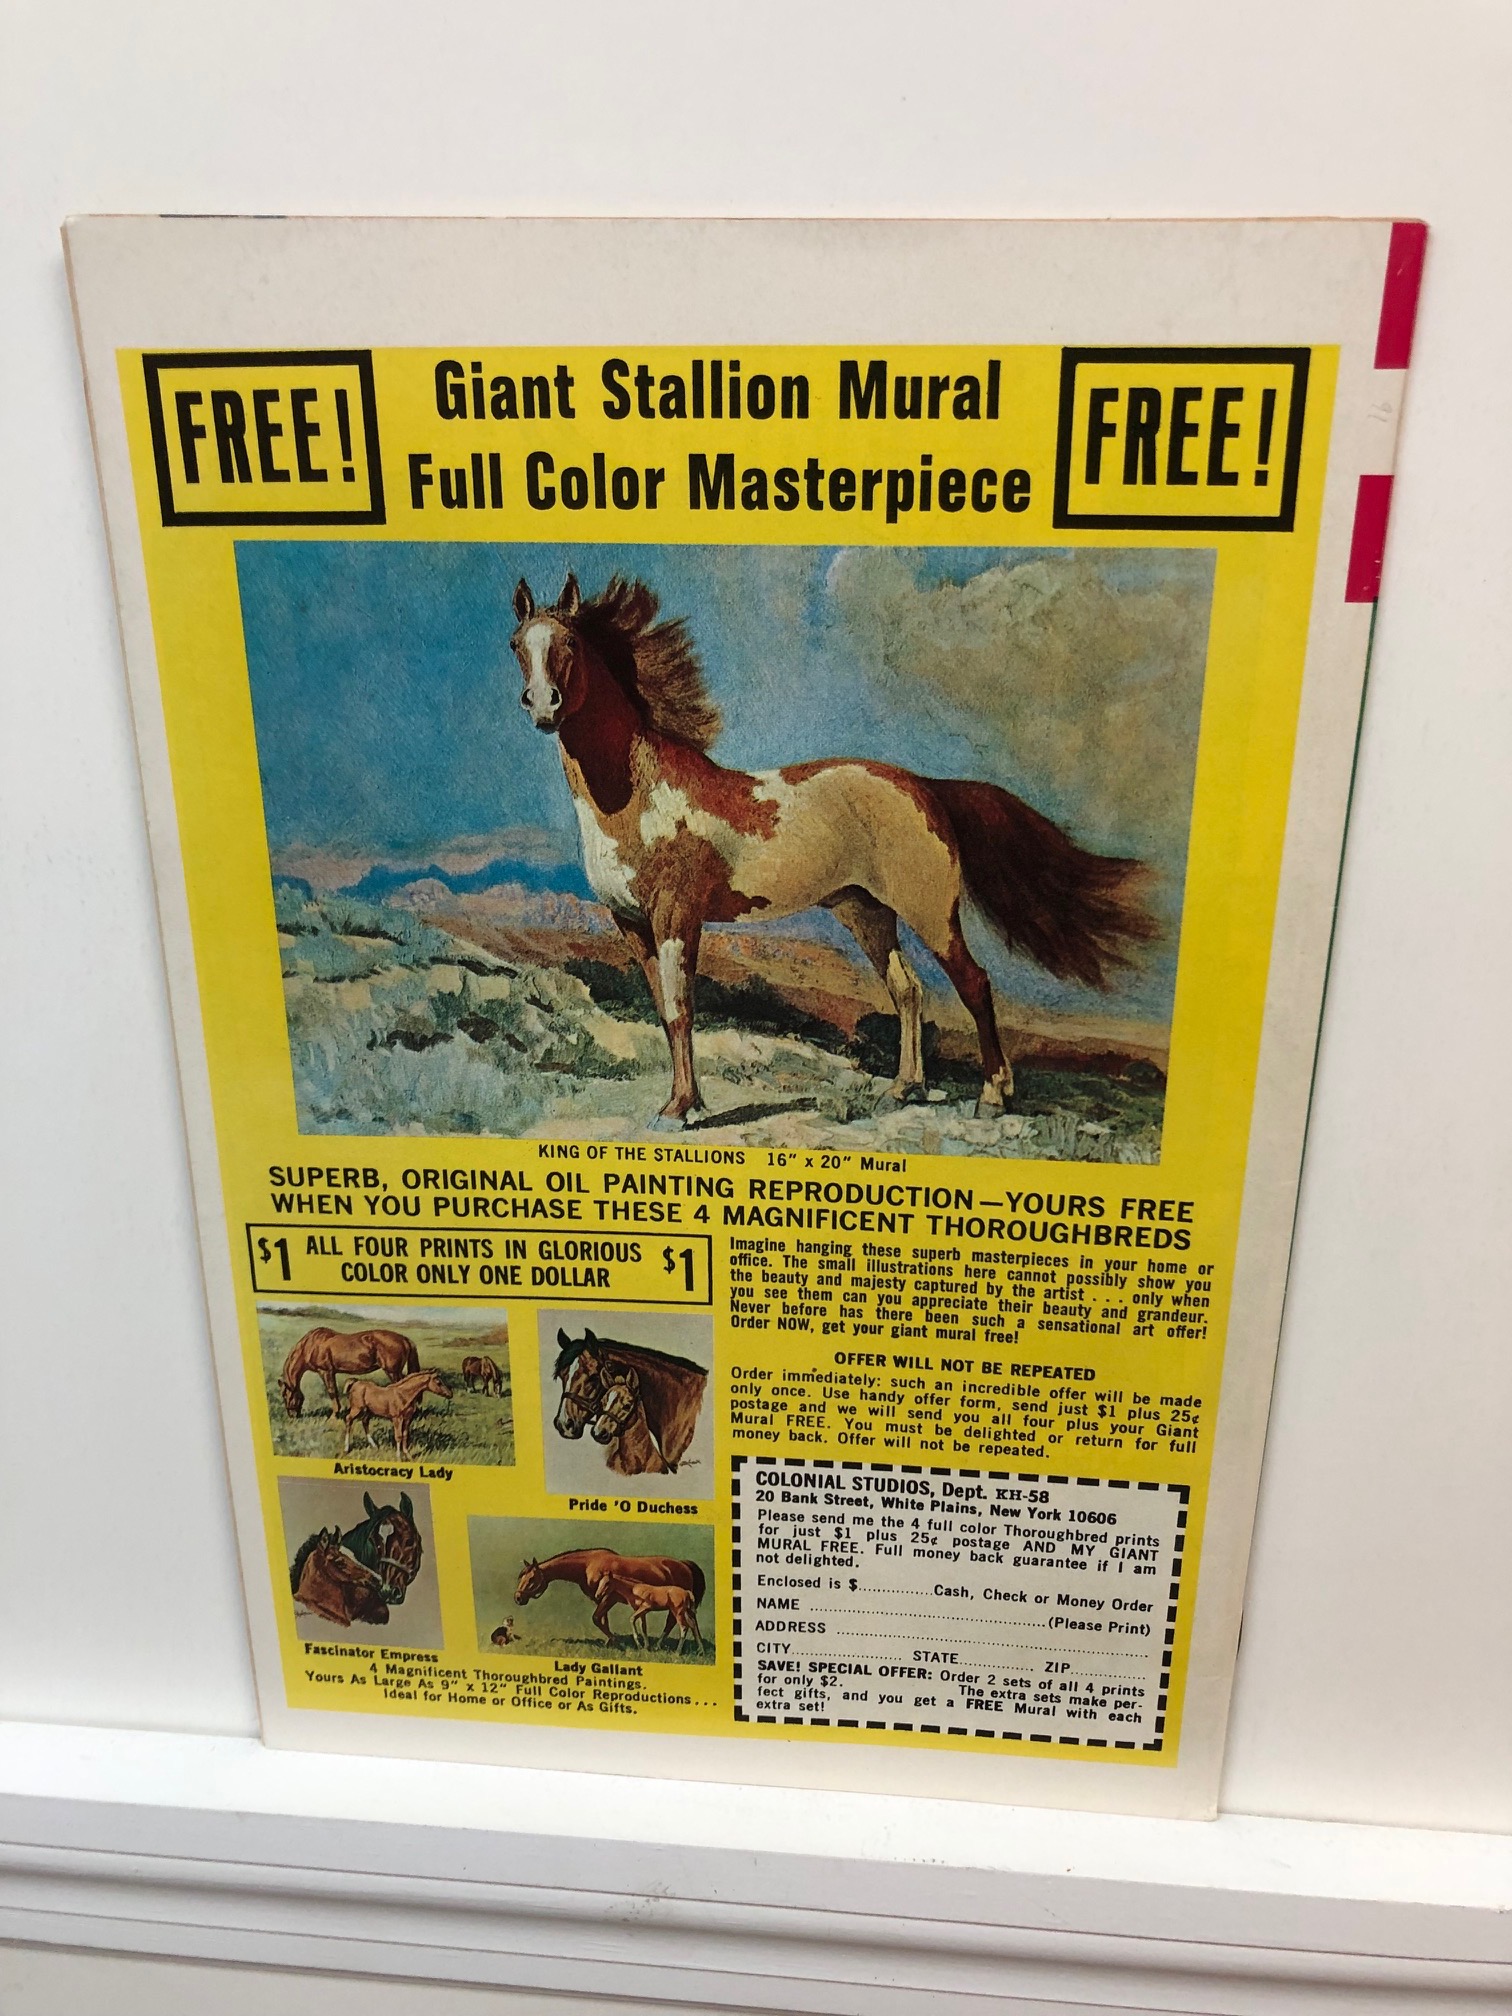 FREE!
Giant Stallion Mural
Full Color Masterpiece
FREE!
KING OF THE STALLIONS 16" x 20" Mural
SUPERB, ORIGINAL OIL PAINTING REPRODUCTION—YOURS FREE
WHEN YOU PURCHASE THESE 4 MAGNIFICENT THOROUGHBREDS
$1 ALL FOUR PRINTS IN GLORIOUS $1
COLOR ONLY ONE DOLLAR
Aristocracy Lady
Pride 'O Duchess
Fascinator Empress
Lady Gallant
4 Magnificent Thoroughbred Paintings.
Yours As Large As 9" x 12" Full Color Reproductions...
Ideal for Home or Office or As Gifts.
Imagine hanging these superb masterpieces in your home or
office. The small illustrations here cannot possibly show you
the beauty and majesty captured by the artist . . . only when
you see them can you appreciate their beauty and grandeur.
Never before has there been such a sensational art offer!
Order NOW, get your giant mural free!
OFFER WILL NOT BE REPEATED
Order immediately: such an incredible offer will be made
only once. Use handy offer form, send just $1 plus 25¢
postage and we will send you all four plus your Giant
Mural FREE. You must be delighted or return for full
money back. Offer will not be repeated.
COLONIAL STUDIOS, Dept. KH-58
20 Bank Street, White Plains, New York 10606
Please send me the 4 full color Thoroughbred prints
for just $1 plus 25¢ postage AND MY GIANT
MURAL FREE. Full money back guarantee if I am
not delighted.
Enclosed is $...............Cash, Check or Money Order
NAME ................................................(Please Print)
ADDRESS ................................................................
CITY....................... STATE............... ZIP...............
SAVE! SPECIAL OFFER: Order 2 sets of all 4 prints
for only $2. The extra sets make per-
fect gifts, and you get a FREE Mural with each
extra set!